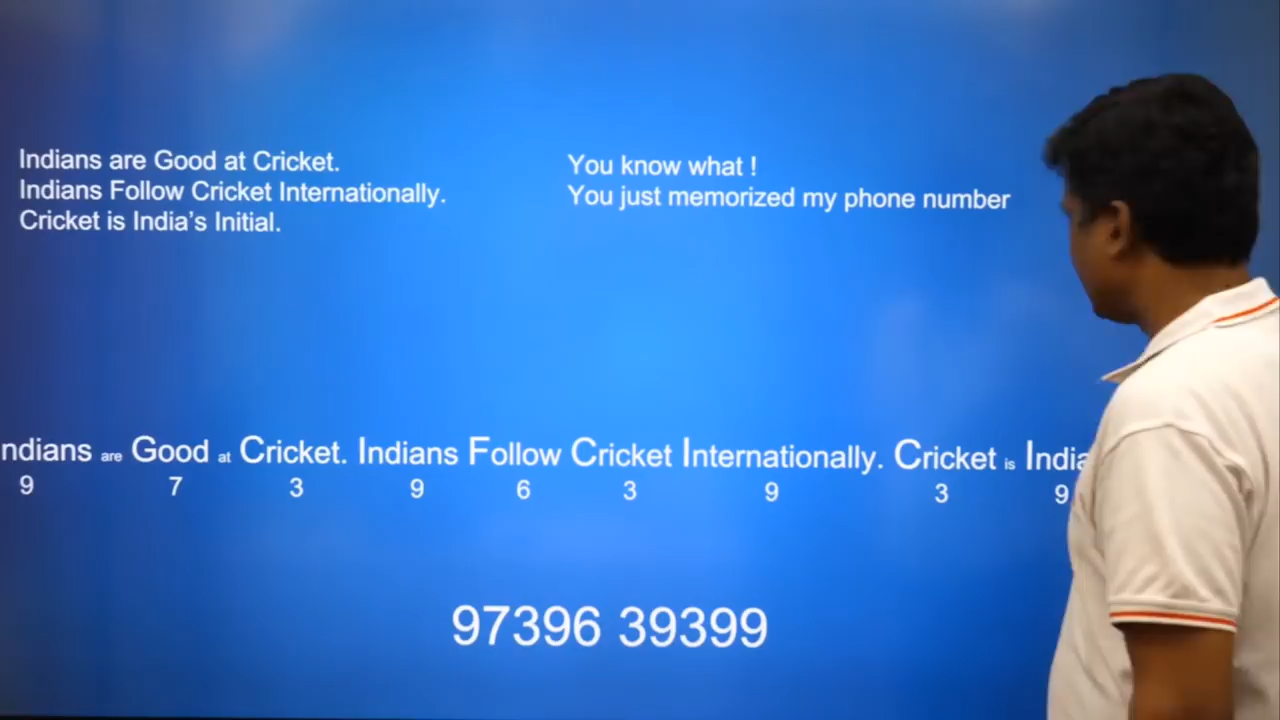 Indians are Good at Cricket.
Indians Follow Cricket Internationally.
Cricket is India’s Initial.
You know what !
You just memorized my phone number
ndians are Good at Cricket. Indians Follow Cricket Internationally. Cricket is India
9 7 3 9 6 3 9 3 9
97396 39399